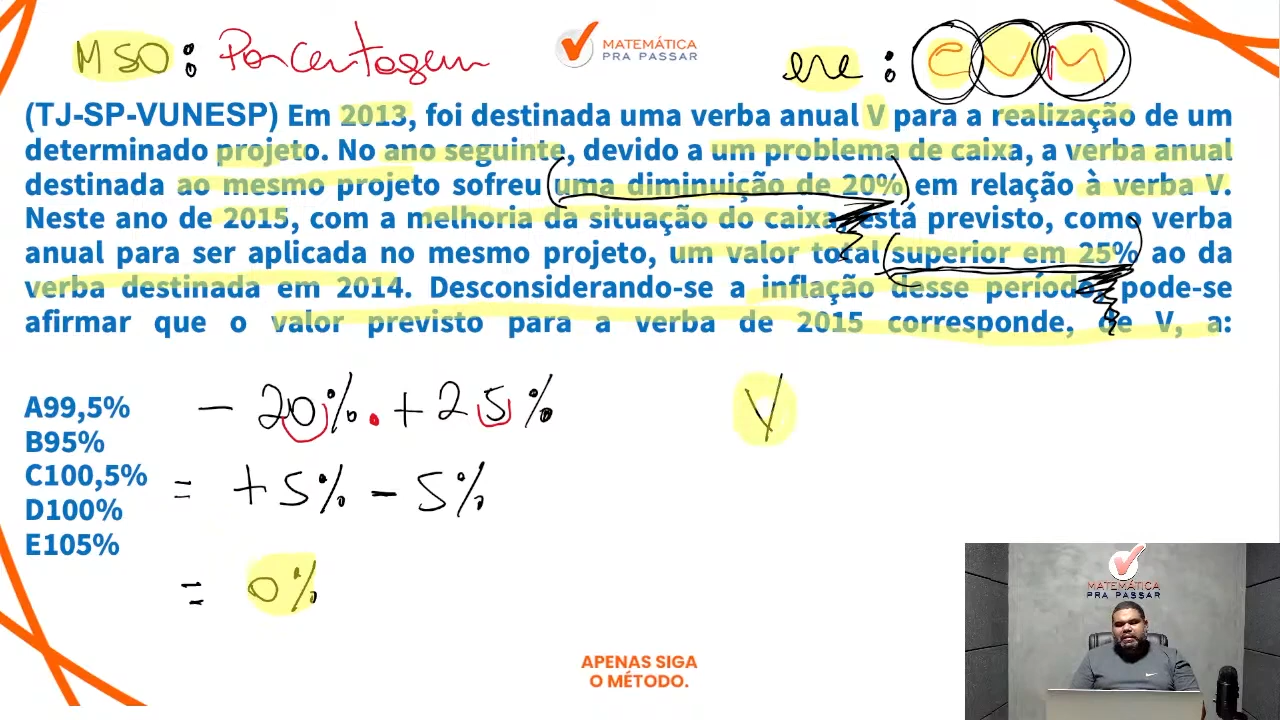 MSO: Porcentagem
MATEMÁTICA
PRA PASSAR
ere: CVM
(TJ-SP-VUNESP) Em 2013, foi destinada uma verba anual V para a realização de um
determinado projeto. No ano seguinte, devido a um problema de caixa, a verba anual
destinada ao mesmo projeto sofreu uma diminuição de 20% em relação à verba V.
Neste ano de 2015, com a melhoria da situação do caixa, está previsto, como verba
anual para ser aplicada no mesmo projeto, um valor total superior em 25% ao da
verba destinada em 2014. Desconsiderando-se a inflação desse período, pode-se
afirmar que o valor previsto para a verba de 2015 corresponde, de V, a:
A99,5%
B95%
C100,5%
D100%
E105%
- 20% . + 25%
= + 5% - 5%
= 0%
V
MATEMÁTICA
PRA PASSAR
APENAS SIGA
O MÉTODO.